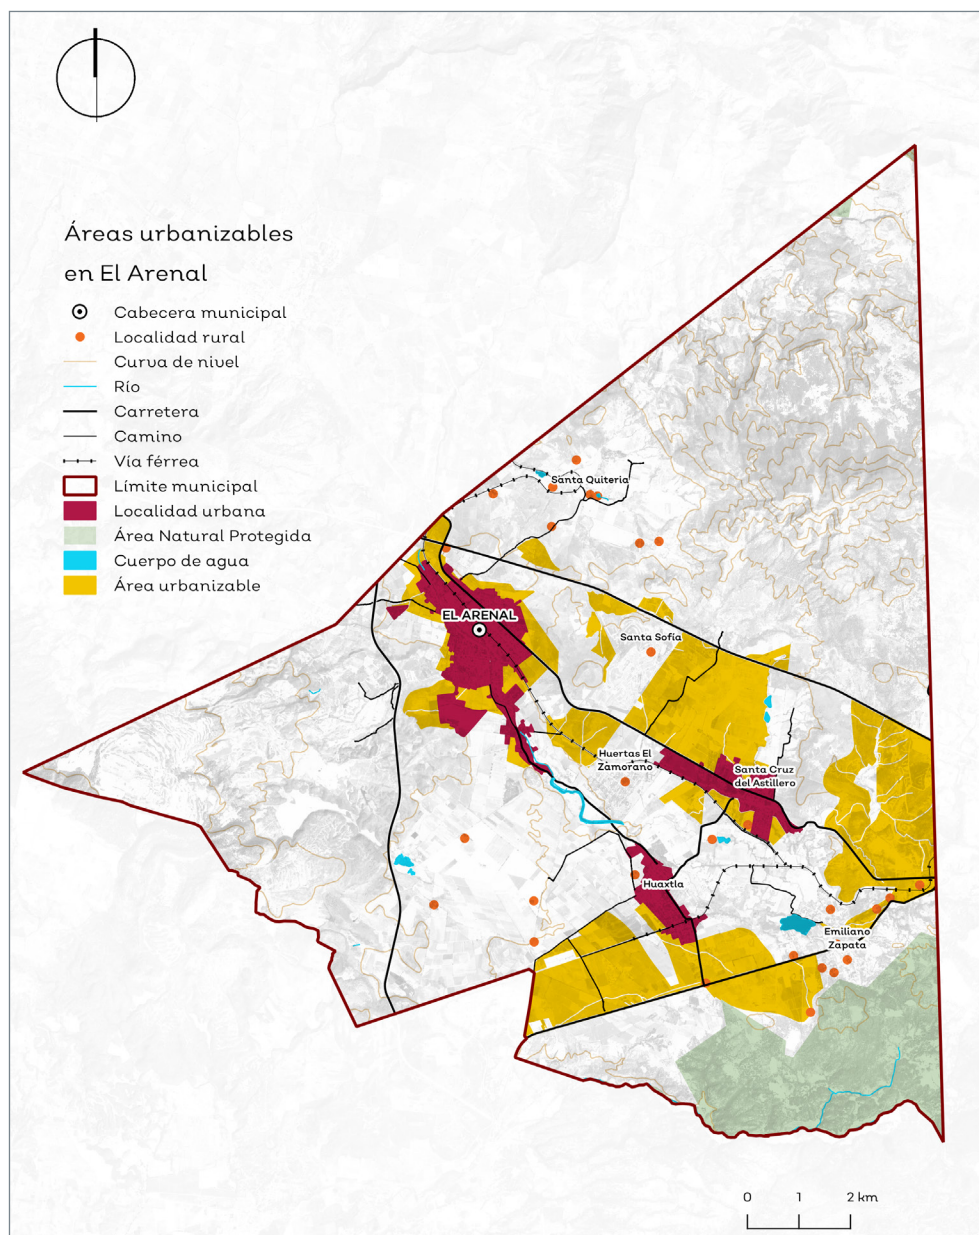 Áreas urbanizables
en El Arenal
Cabecera municipal
Localidad rural
Curva de nivel
Río
Carretera
Camino
Vía férrea
Límite municipal
Localidad urbana
Área Natural Protegida
Cuerpo de agua
Área urbanizable
Santa Quiteria
EL ARENAL
Santa Sofía
Huertas El
Zamorano
Santa Cruz
del Astillero
Huaxtla
Emiliano
Zapata
0 1 2 km